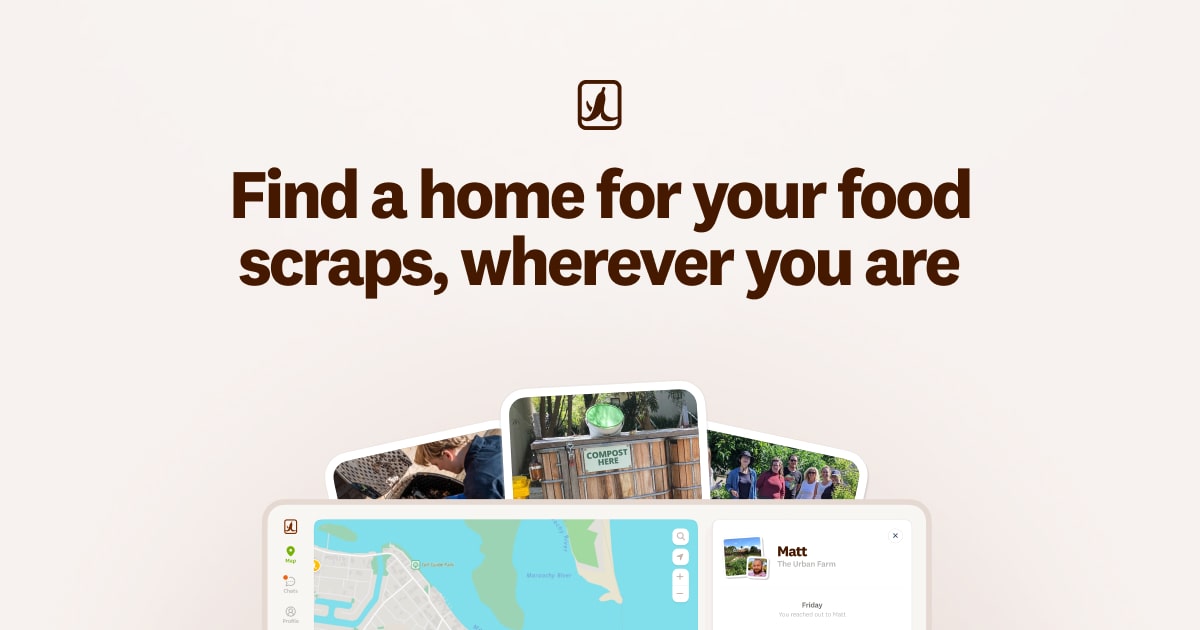 Find a home for your food
scraps, wherever you are
COMPOST
HERE
Map
Chats
Profile
Maroochy River
Matt
The Urban Farm
Friday
You reached out to Matt